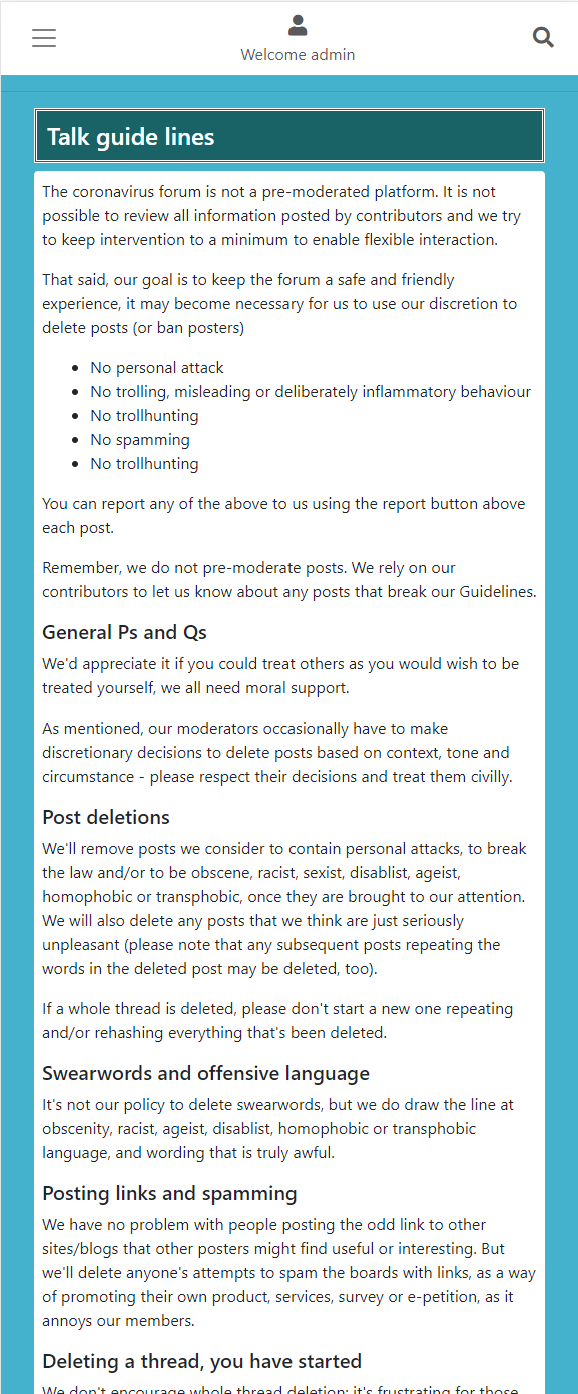 Welcome admin
Talk guide lines
The coronavirus forum is not a pre-moderated platform. It is not
possible to review all information posted by contributors and we try
to keep intervention to a minimum to enable flexible interaction.
That said, our goal is to keep the forum a safe and friendly
experience, it may become necessary for us to use our discretion to
delete posts (or ban posters)
No personal attack
No trolling, misleading or deliberately inflammatory behaviour
No trollhunting
No spamming
No trollhunting
You can report any of the above to us using the report button above
each post.
Remember, we do not pre-moderate posts. We rely on our
contributors to let us know about any posts that break our Guidelines.
General Ps and Qs
We'd appreciate it if you could treat others as you would wish to be
treated yourself, we all need moral support.
As mentioned, our moderators occasionally have to make
discretionary decisions to delete posts based on context, tone and
circumstance - please respect their decisions and treat them civilly.
Post deletions
We'll remove posts we consider to contain personal attacks, to break
the law and/or to be obscene, racist, sexist, disablist, ageist,
homophobic or transphobic, once they are brought to our attention.
We will also delete any posts that we think are just seriously
unpleasant (please note that any subsequent posts repeating the
words in the deleted post may be deleted, too).
If a whole thread is deleted, please don't start a new one repeating
and/or rehashing everything that's been deleted.
Swearwords and offensive language
It's not our policy to delete swearwords, but we do draw the line at
obscenity, racist, ageist, disablist, homophobic or transphobic
language, and wording that is truly awful.
Posting links and spamming
We have no problem with people posting the odd link to other
sites/blogs that other posters might find useful or interesting. But
we'll delete anyone's attempts to spam the boards with links, as a way
of promoting their own product, services, survey or e-petition, as it
annoys our members.
Deleting a thread, you have started
We don't encourage whole thread deletion; it's frustrating for those